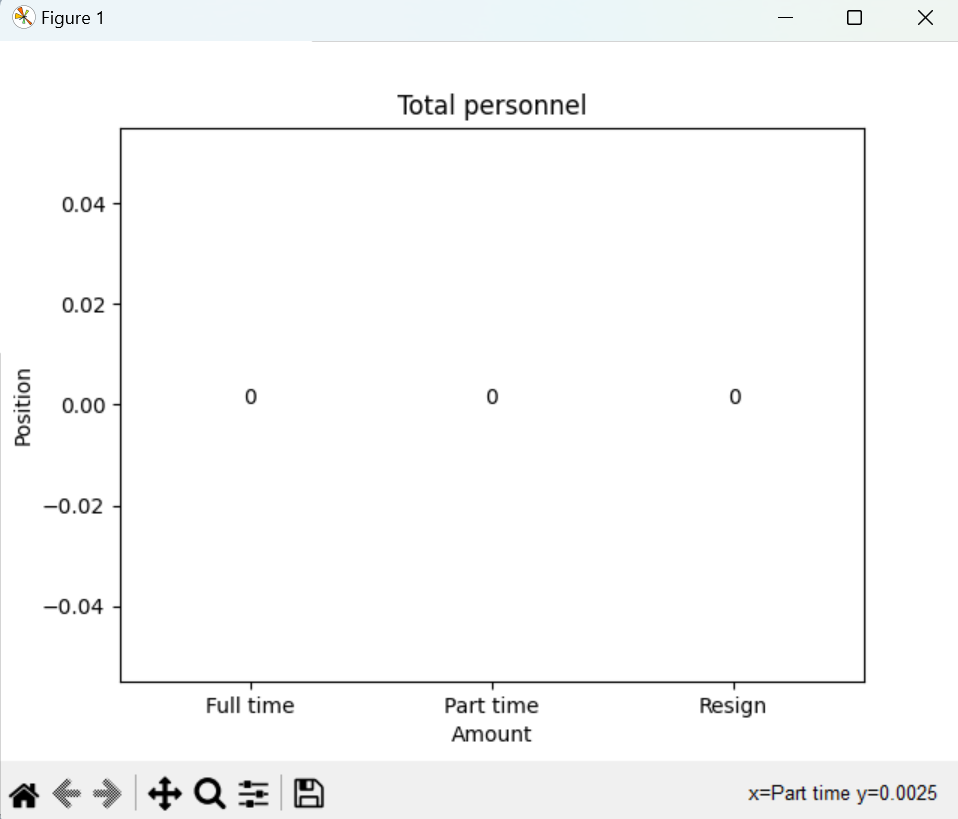 Figure 1
Total personnel
0.04
0.02
0.00
−0.02
−0.04
Position
0 0 0
Full time Part time Resign
Amount
x=Part time y=0.0025